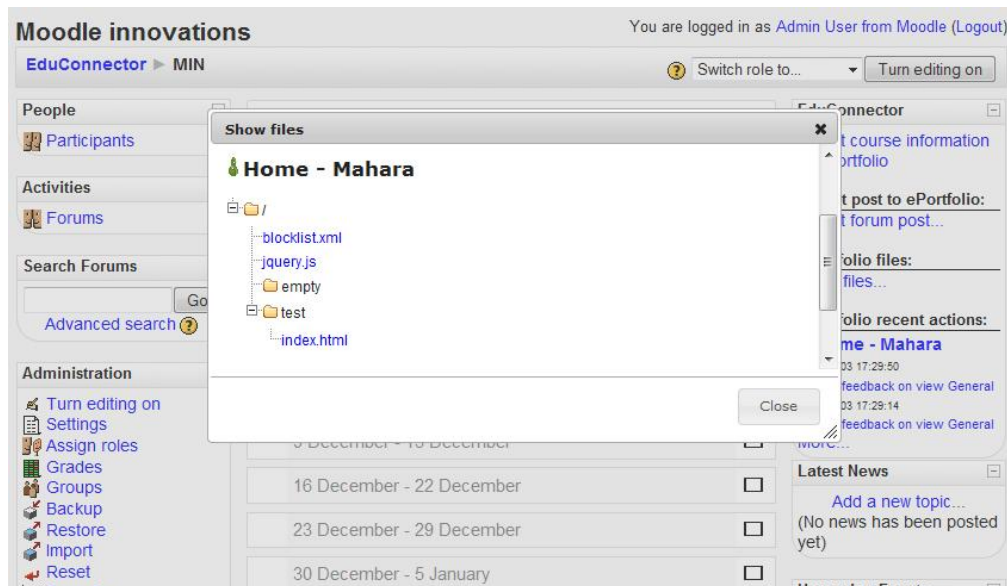 Moodle innovations
You are logged in as Admin User from Moodle (Logout)
EduConnector ► MIN
Switch role to...
Turn editing on
People
Participants
Activities
Forums
Search Forums
Go
Advanced search
Administration
Turn editing on
Settings
Assign roles
Grades
Groups
Backup
Restore
Import
Reset
Show files
Home - Mahara
/
blocklist.xml
jquery.js
empty
test
index.html
Close
16 December - 22 December
23 December - 29 December
30 December - 5 January
course information
post to ePortfolio:
forum post...
files:
files...
recent actions:
- Mahara
03 17:29:50
feedback on view General
03 17:29:14
feedback on view General
More...
Latest News
Add a new topic...
(No news has been posted
yet)